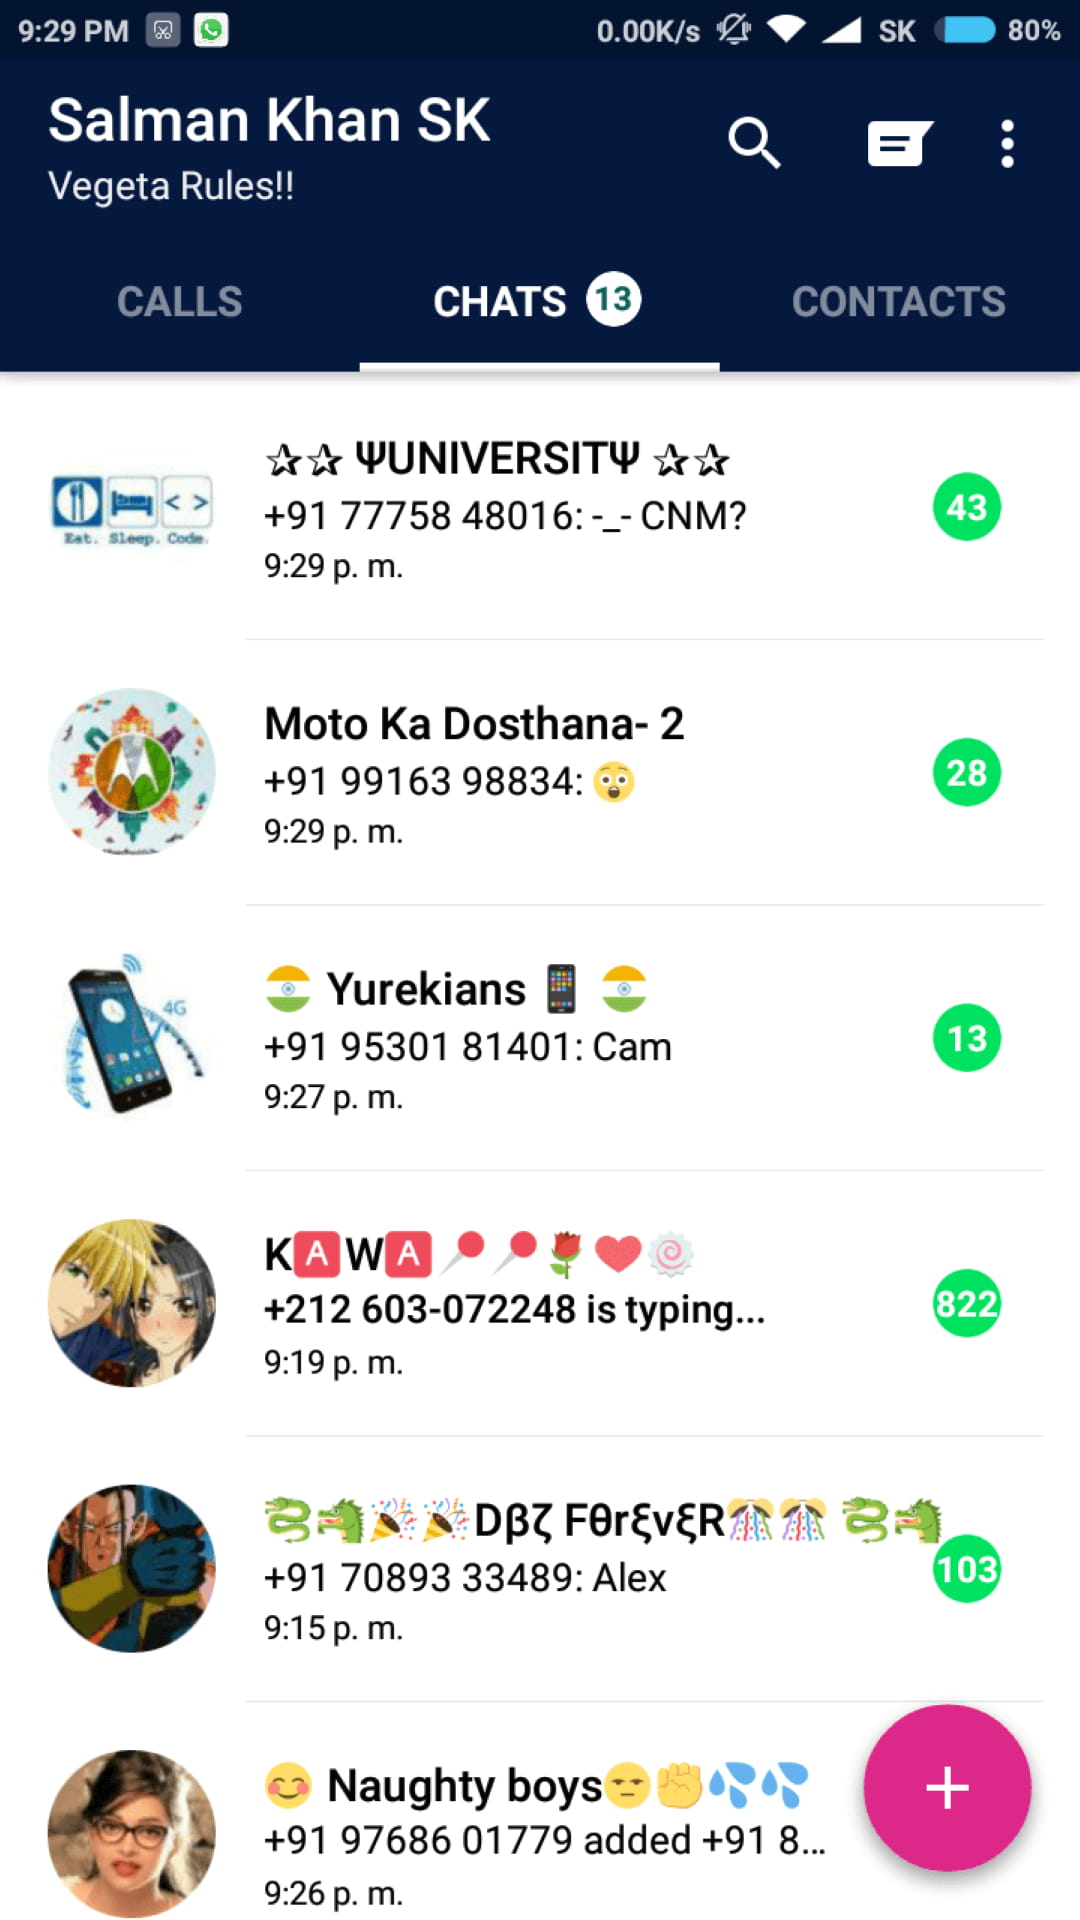 9:29 PM 0.00K/s SK 80%
Salman Khan SK
Vegeta Rules!!
CALLS CHATS 13 CONTACTS
☆☆ ΨUNIVERSITΨ ☆☆
+91 77758 48016: -_- CNM?
43
9:29 p. m.
Eat. Sleep. Code.
Moto Ka Dosthana- 2
+91 99163 98834: 😲
28
9:29 p. m.
4G
🇮🇳 Yurekians 📱 🇮🇳
+91 95301 81401: Cam
13
9:27 p. m.
K🅰W🅰📍📍🌹❤🍥
+212 603-072248 is typing...
822
9:19 p. m.
🐉🐲🎉🎉Dβζ FθrξvξR🎊🎊 🐉🐲
+91 70893 33489: Alex
103
9:15 p. m.
😊 Naughty boys😒✊💦💦
+91 97686 01779 added +91 8...
9:26 p. m.